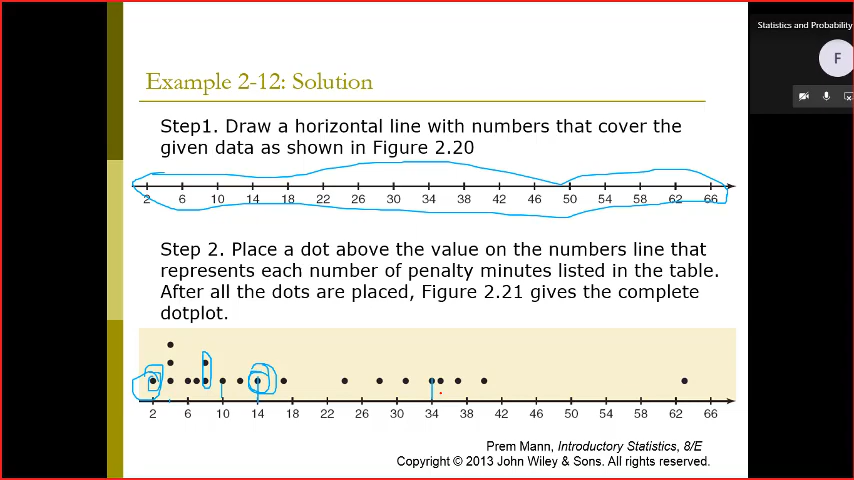 Statistics and Probability
F
Example 2-12: Solution
Step1. Draw a horizontal line with numbers that cover the
given data as shown in Figure 2.20
2 6 10 14 18 22 26 30 34 38 42 46 50 54 58 62 66
Step 2. Place a dot above the value on the numbers line that
represents each number of penalty minutes listed in the table.
After all the dots are placed, Figure 2.21 gives the complete
dotplot.
2 6 10 14 18 22 26 30 34 38 42 46 50 54 58 62 66
Prem Mann, Introductory Statistics, 8/E
Copyright © 2013 John Wiley & Sons. All rights reserved.